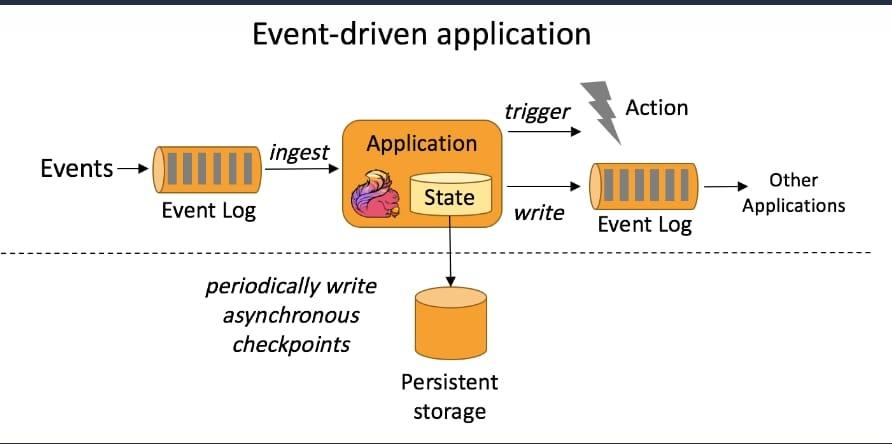 Event-driven application
trigger
Action
Application
ingest
Events
State
Other
Applications
Event Log
write
Event Log
periodically write
asynchronous
checkpoints
Persistent
storage